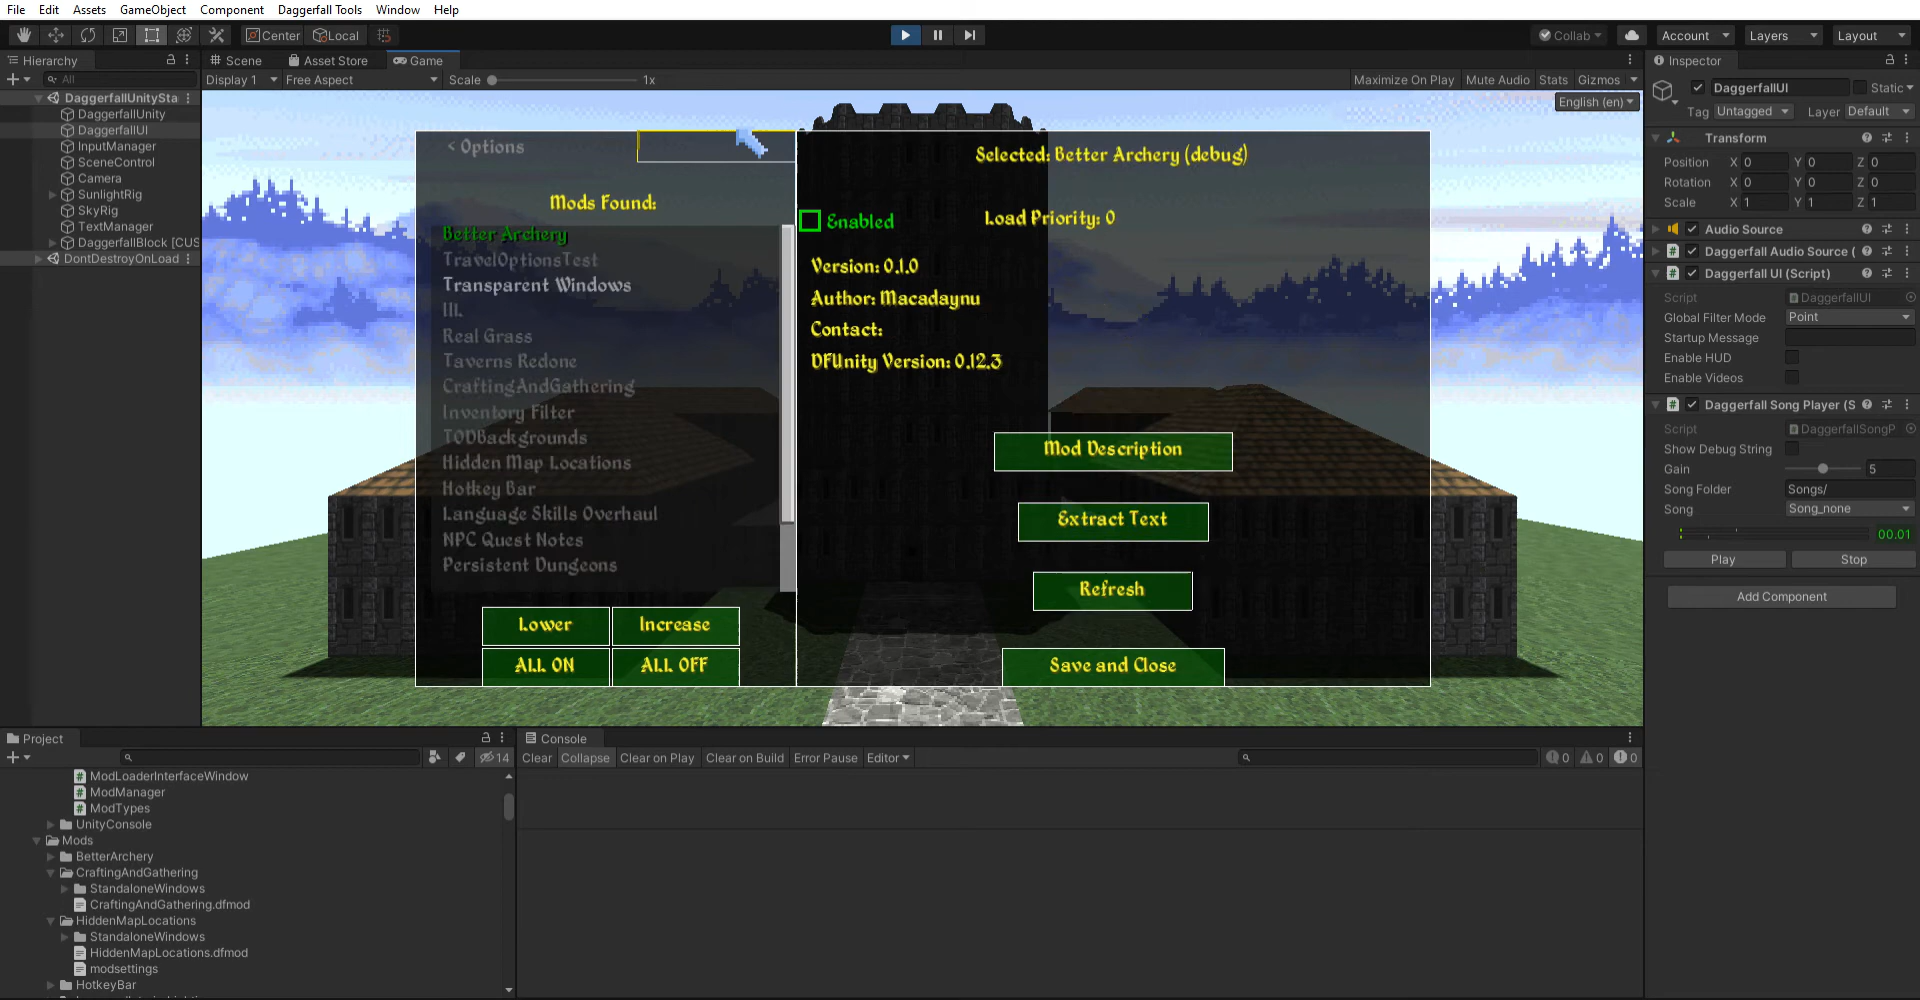 File Edit Assets GameObject Component Daggerfall Tools Window Help
Center Local
Collab Account Layers Layout
Hierarchy
All
DaggerfallUnitySta
DaggerfallUnity
DaggerfallUI
InputManager
SceneControl
Camera
SunlightRig
SkyRig
TextManager
DaggerfallBlock [CUS
DontDestroyOnLoad
Scene Asset Store Game
Display 1 Free Aspect Scale 1x Maximize On Play Mute Audio Stats Gizmos
English (en)
< Options
Mods Found:
Better Archery
TravelOptionsTest
Transparent Windows
Real Grass
Taverns Redone
CraftingAndGathering
Inventory Filter
TODBackgrounds
Hidden Map Locations
Hotkey Bar
Language Skills Overhaul
NPC Quest Notes
Persistent Dungeons
Lower Increase
ALL ON ALL OFF
Selected: Better Archery (debug)
Enabled Load Priority: 0
Version: 0.1.0
Author: Macadaynu
Contact:
DFUnity Version: 0.12.3
Mod Description
Extract Text
Refresh
Save and Close
Inspector
DaggerfallUI Static
Tag Untagged Layer Default
Transform
Position X 0 Y 0 Z 0
Rotation X 0 Y 0 Z 0
Scale X 1 Y 1 Z 1
Audio Source
Daggerfall Audio Source (
Daggerfall UI (Script)
Script DaggerfallUI
Global Filter Mode Point
Startup Message
Enable HUD
Enable Videos
Daggerfall Song Player (S
Script DaggerfallSongP
Show Debug String
Gain 5
Song Folder Songs/
Song Song_none
00.01
Play Stop
Add Component
Project
14
ModLoaderInterfaceWindow
ModManager
ModTypes
UnityConsole
Mods
BetterArchery
CraftingAndGathering
StandaloneWindows
CraftingAndGathering.dfmod
HiddenMapLocations
StandaloneWindows
HiddenMapLocations.dfmod
modsettings
HotkeyBar
Console
Clear Collapse Clear on Play Clear on Build Error Pause Editor 0 0 0